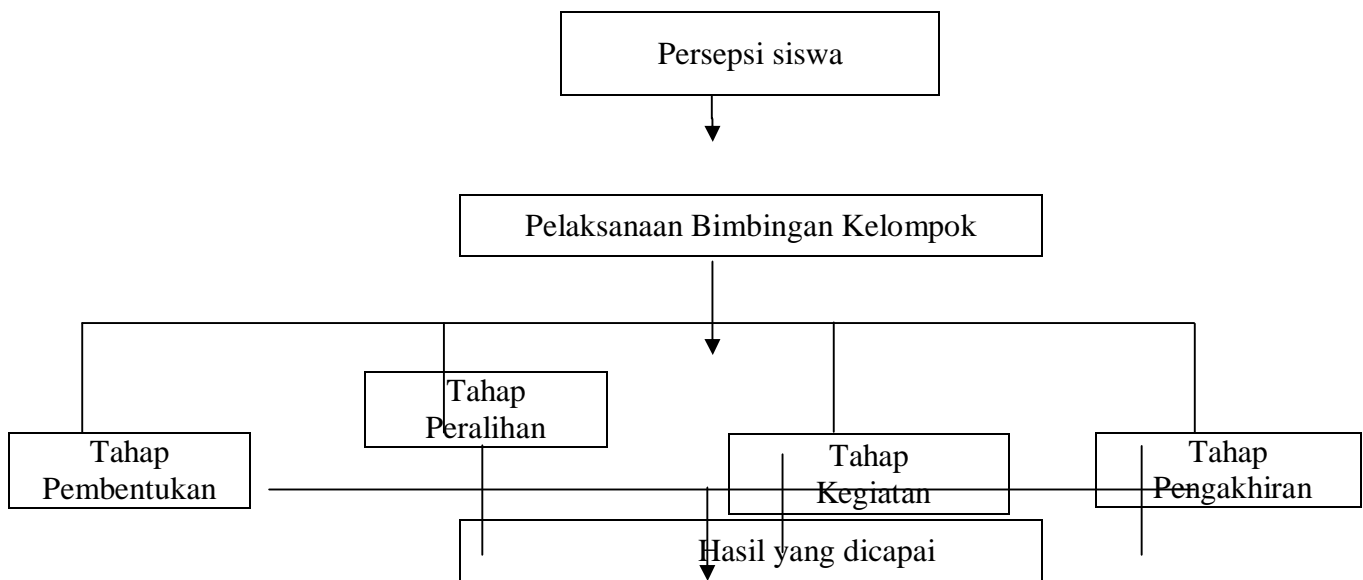 Persepsi siswa
Pelaksanaan Bimbingan Kelompok
Tahap
Pembentukan
Tahap
Peralihan
Tahap
Kegiatan
Tahap
Pengakhiran
Hasil yang dicapai